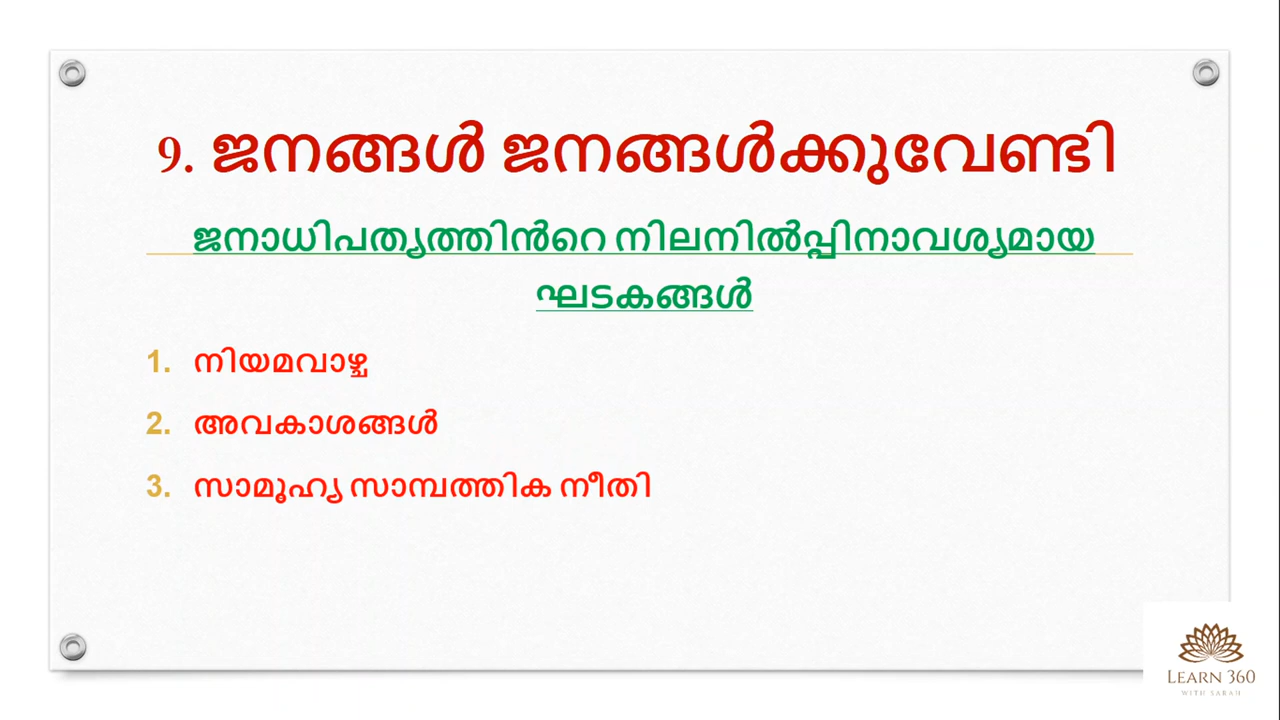 9. ജനങ്ങൾ ജനങ്ങൾക്കുവേണ്ടി
ജനാധിപത്യത്തിൻറെ നിലനിൽപ്പിനാവശ്യമായ
ഘടകങ്ങൾ
1. നിയമവാഴ്ച
2. അവകാശങ്ങൾ
3. സാമൂഹ്യ സാമ്പത്തിക നീതി
LEARN 360
WITH SARAH